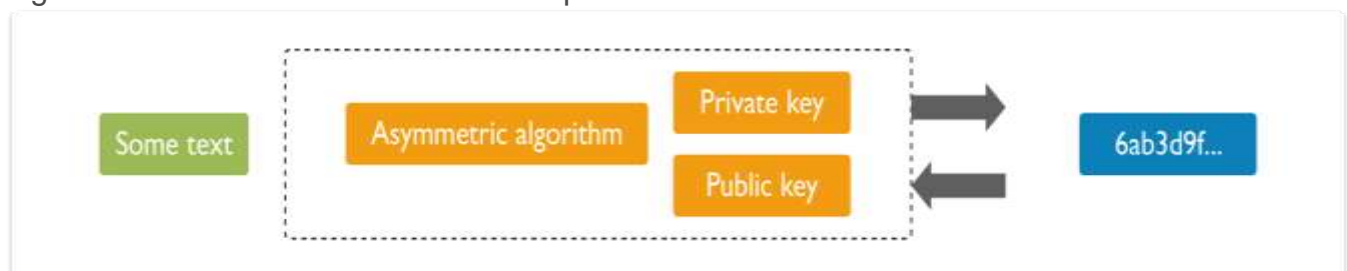 Private key
Some text
Asymmetric algorithm
6ab3d9f...
Public key